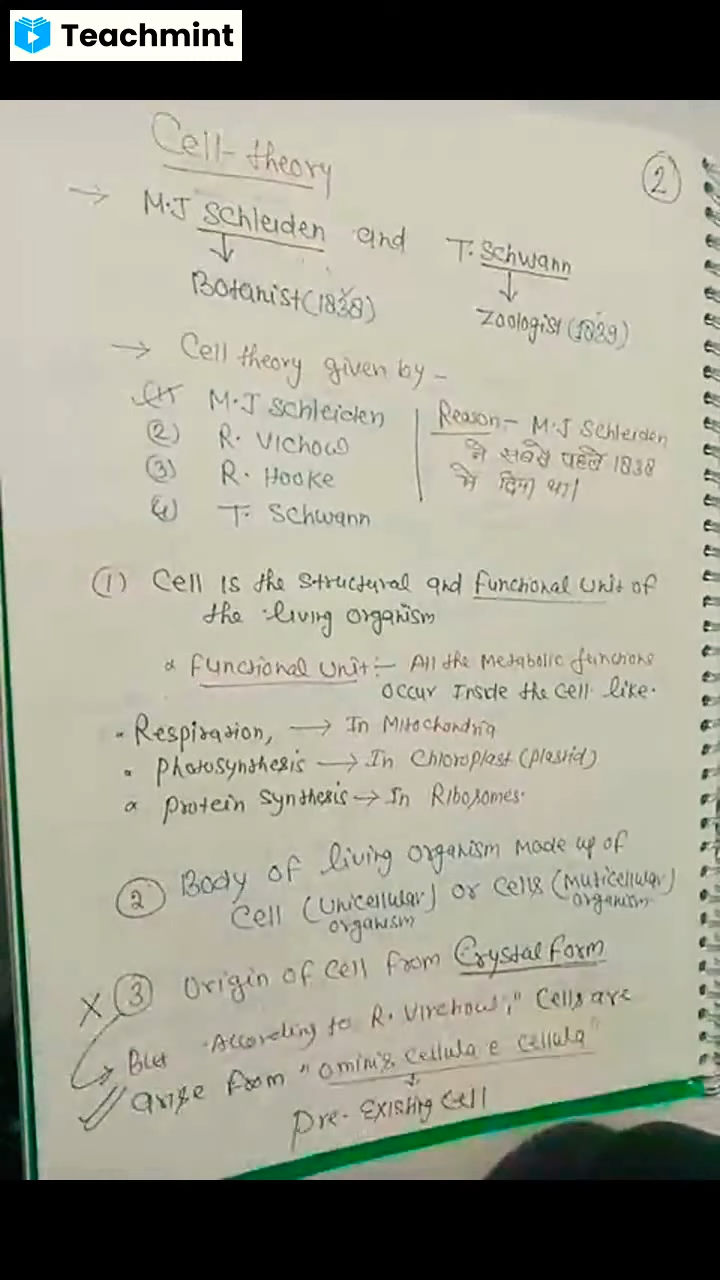 Teachmint
Cell-theory
2
→ M.J Schleiden and T. Schwann
Botanist (1838)
Zoologist (1839)
→ Cell theory given by –
(1) M.J Schleiden
(2) R. Vichow
(3) R. Hooke
(4) T. Schwann
Reason – M.J Schleiden
ने सबसे पहले 1838
मे दिया था।
(1) Cell is the structural and functional unit of
the living organism
Functional unit :– All the Metabolic functions
occur Inside the cell like.
Respiration, → In Mitochondria
Photosynthesis → In Chloroplast (Plastid)
Protein synthesis → In Ribosomes.
(2) Body of living organism made up of
Cell (Unicellular) or cells (Muticellular)
organism organism
X (3) Origin of Cell from Crystal form
But According to R. Virchow," Cells are
arise from "Ominis cellula e cellula"
Pre-Existing Cell